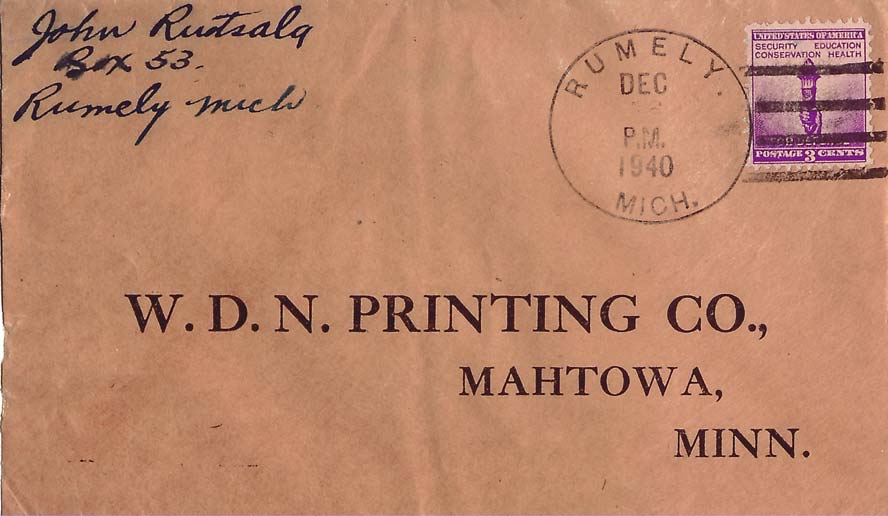 John Ruotsala
Box 53.
Rumely Mich
RUMELY.
DEC
P.M.
1940
MICH.
UNITED STATES OF AMERICA
SECURITY EDUCATION
CONSERVATION HEALTH
POSTAGE 3 CENTS
W. D. N. PRINTING CO.,
MAHTOWA,
MINN.